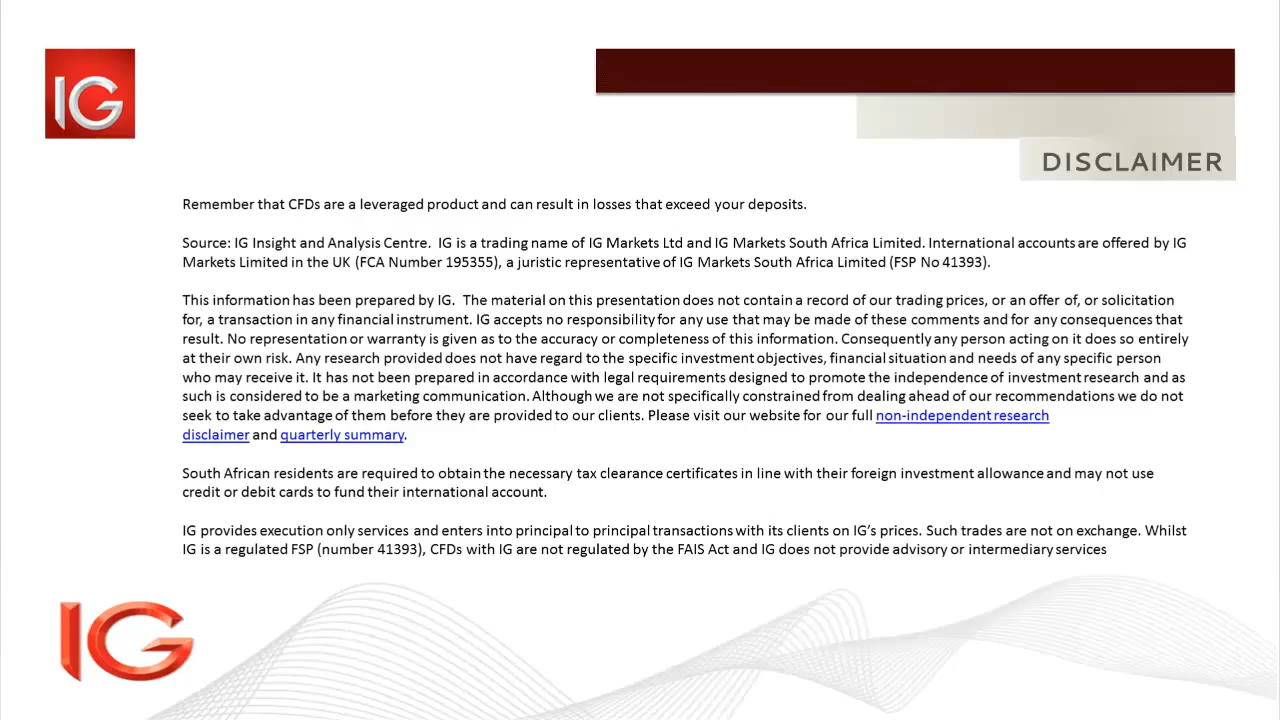 IG
DISCLAIMER
Remember that CFDs are a leveraged product and can result in losses that exceed your deposits.
Source: IG Insight and Analysis Centre.  IG is a trading name of IG Markets Ltd and IG Markets South Africa Limited. International accounts are offered by IG
Markets Limited in the UK (FCA Number 195355), a juristic representative of IG Markets South Africa Limited (FSP No 41393).
This information has been prepared by IG.  The material on this presentation does not contain a record of our trading prices, or an offer of, or solicitation
for, a transaction in any financial instrument. IG accepts no responsibility for any use that may be made of these comments and for any consequences that
result. No representation or warranty is given as to the accuracy or completeness of this information. Consequently any person acting on it does so entirely
at their own risk. Any research provided does not have regard to the specific investment objectives, financial situation and needs of any specific person
who may receive it. It has not been prepared in accordance with legal requirements designed to promote the independence of investment research and as
such is considered to be a marketing communication. Although we are not specifically constrained from dealing ahead of our recommendations we do not
seek to take advantage of them before they are provided to our clients. Please visit our website for our full non-independent research
disclaimer and quarterly summary.
South African residents are required to obtain the necessary tax clearance certificates in line with their foreign investment allowance and may not use
credit or debit cards to fund their international account.
IG provides execution only services and enters into principal to principal transactions with its clients on IG's prices. Such trades are not on exchange. Whilst
IG is a regulated FSP (number 41393), CFDs with IG are not regulated by the FAIS Act and IG does not provide advisory or intermediary services
IG